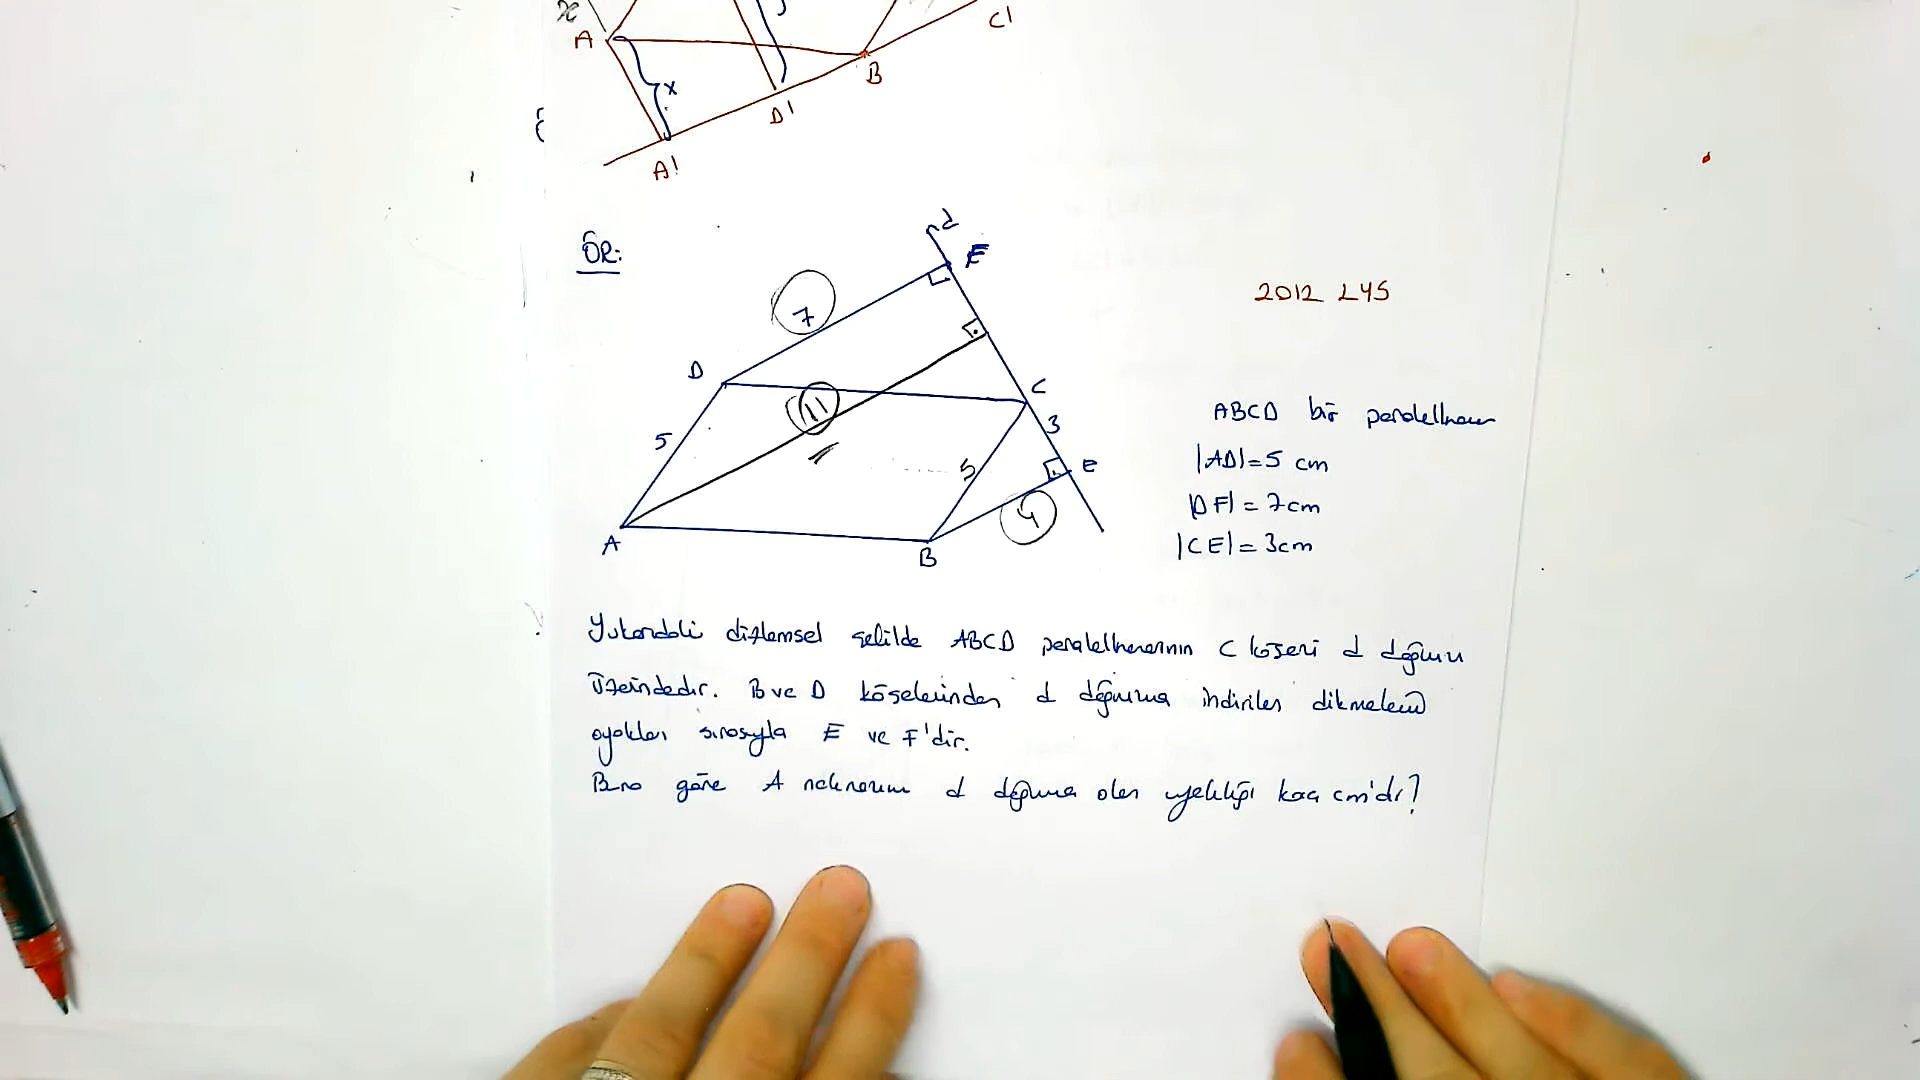 x
A
x
B
C'
D'
A'
ÖR:
d
F
7
2012 LYS
D
C
11
3
ABCD bir paralelkenar
5
5
E
|AD|=5 cm
4
|DF| = 7cm
A
B
|CE| = 3cm
Yukarıdaki düzlemsel şekilde ABCD paralelkenarının C köşesi d doğrusu
üzerindedir. B ve D köşelerinden d doğrusuna indirilen dikmelerin
ayakları sırasıyla E ve F'dir.
Buna göre A noktasının d doğrusuna olan uzaklığı kaç cm'dir?